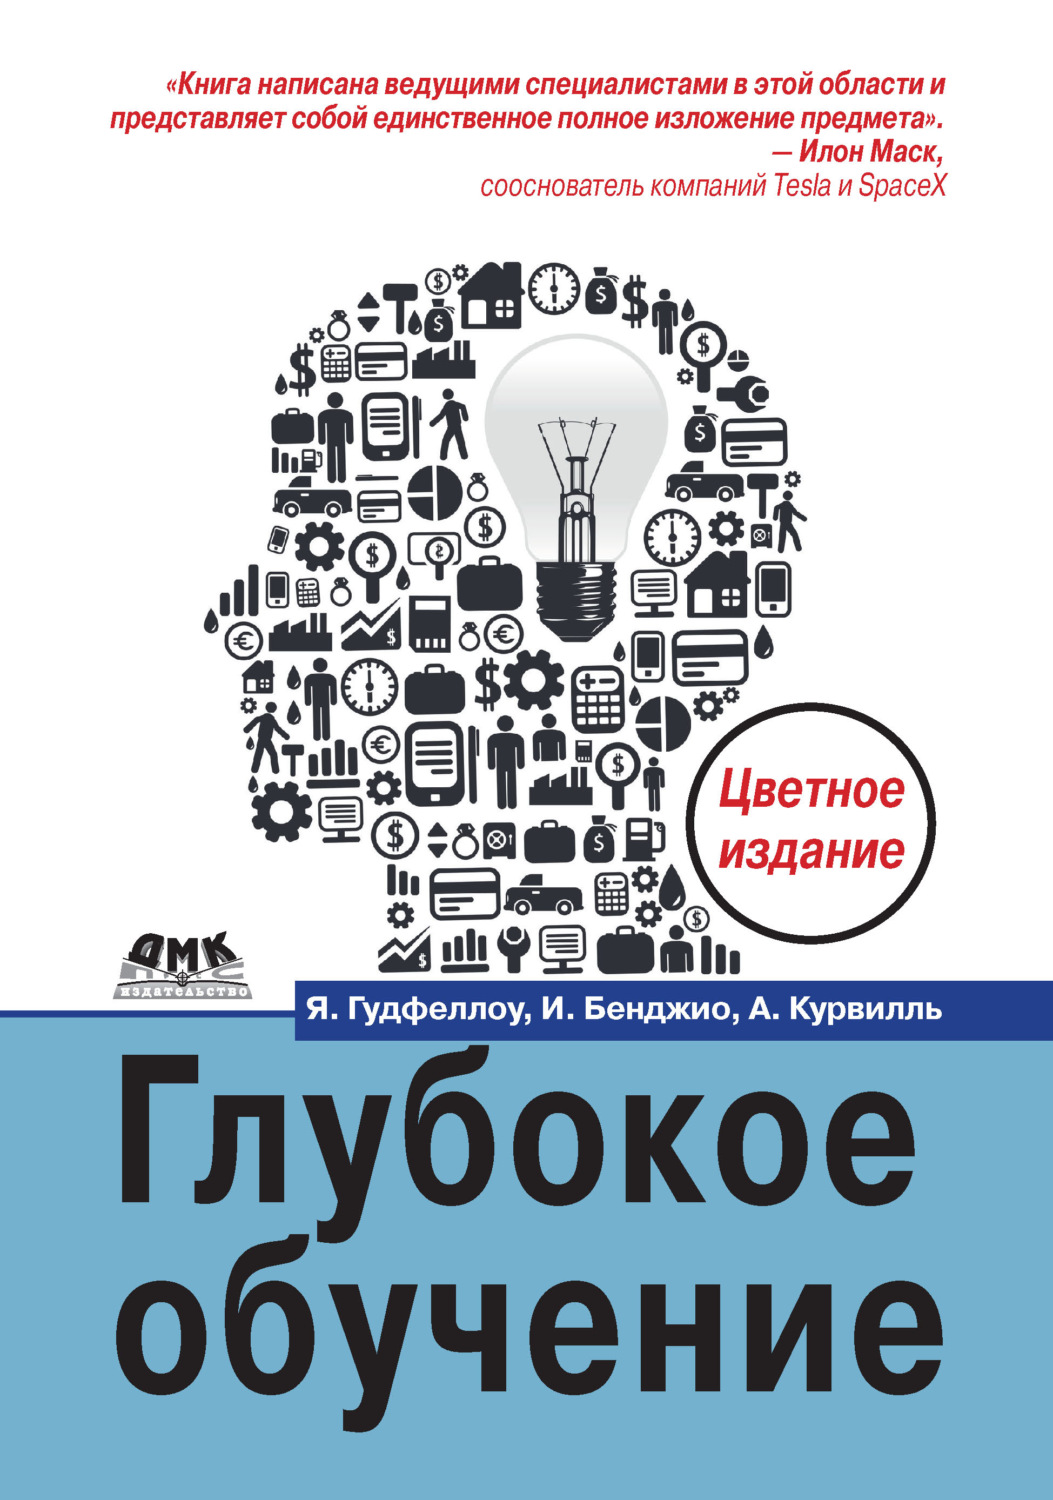 «Книга написана ведущими специалистами в этой области и
представляет собой единственное полное изложение предмета».
— Илон Маск,
сооснователь компаний Tesla и SpaceX
Цветное
издание
ДМК
издательство
Я. Гудфеллоу, И. Бенджио, А. Курвилль
Глубокое
обучение